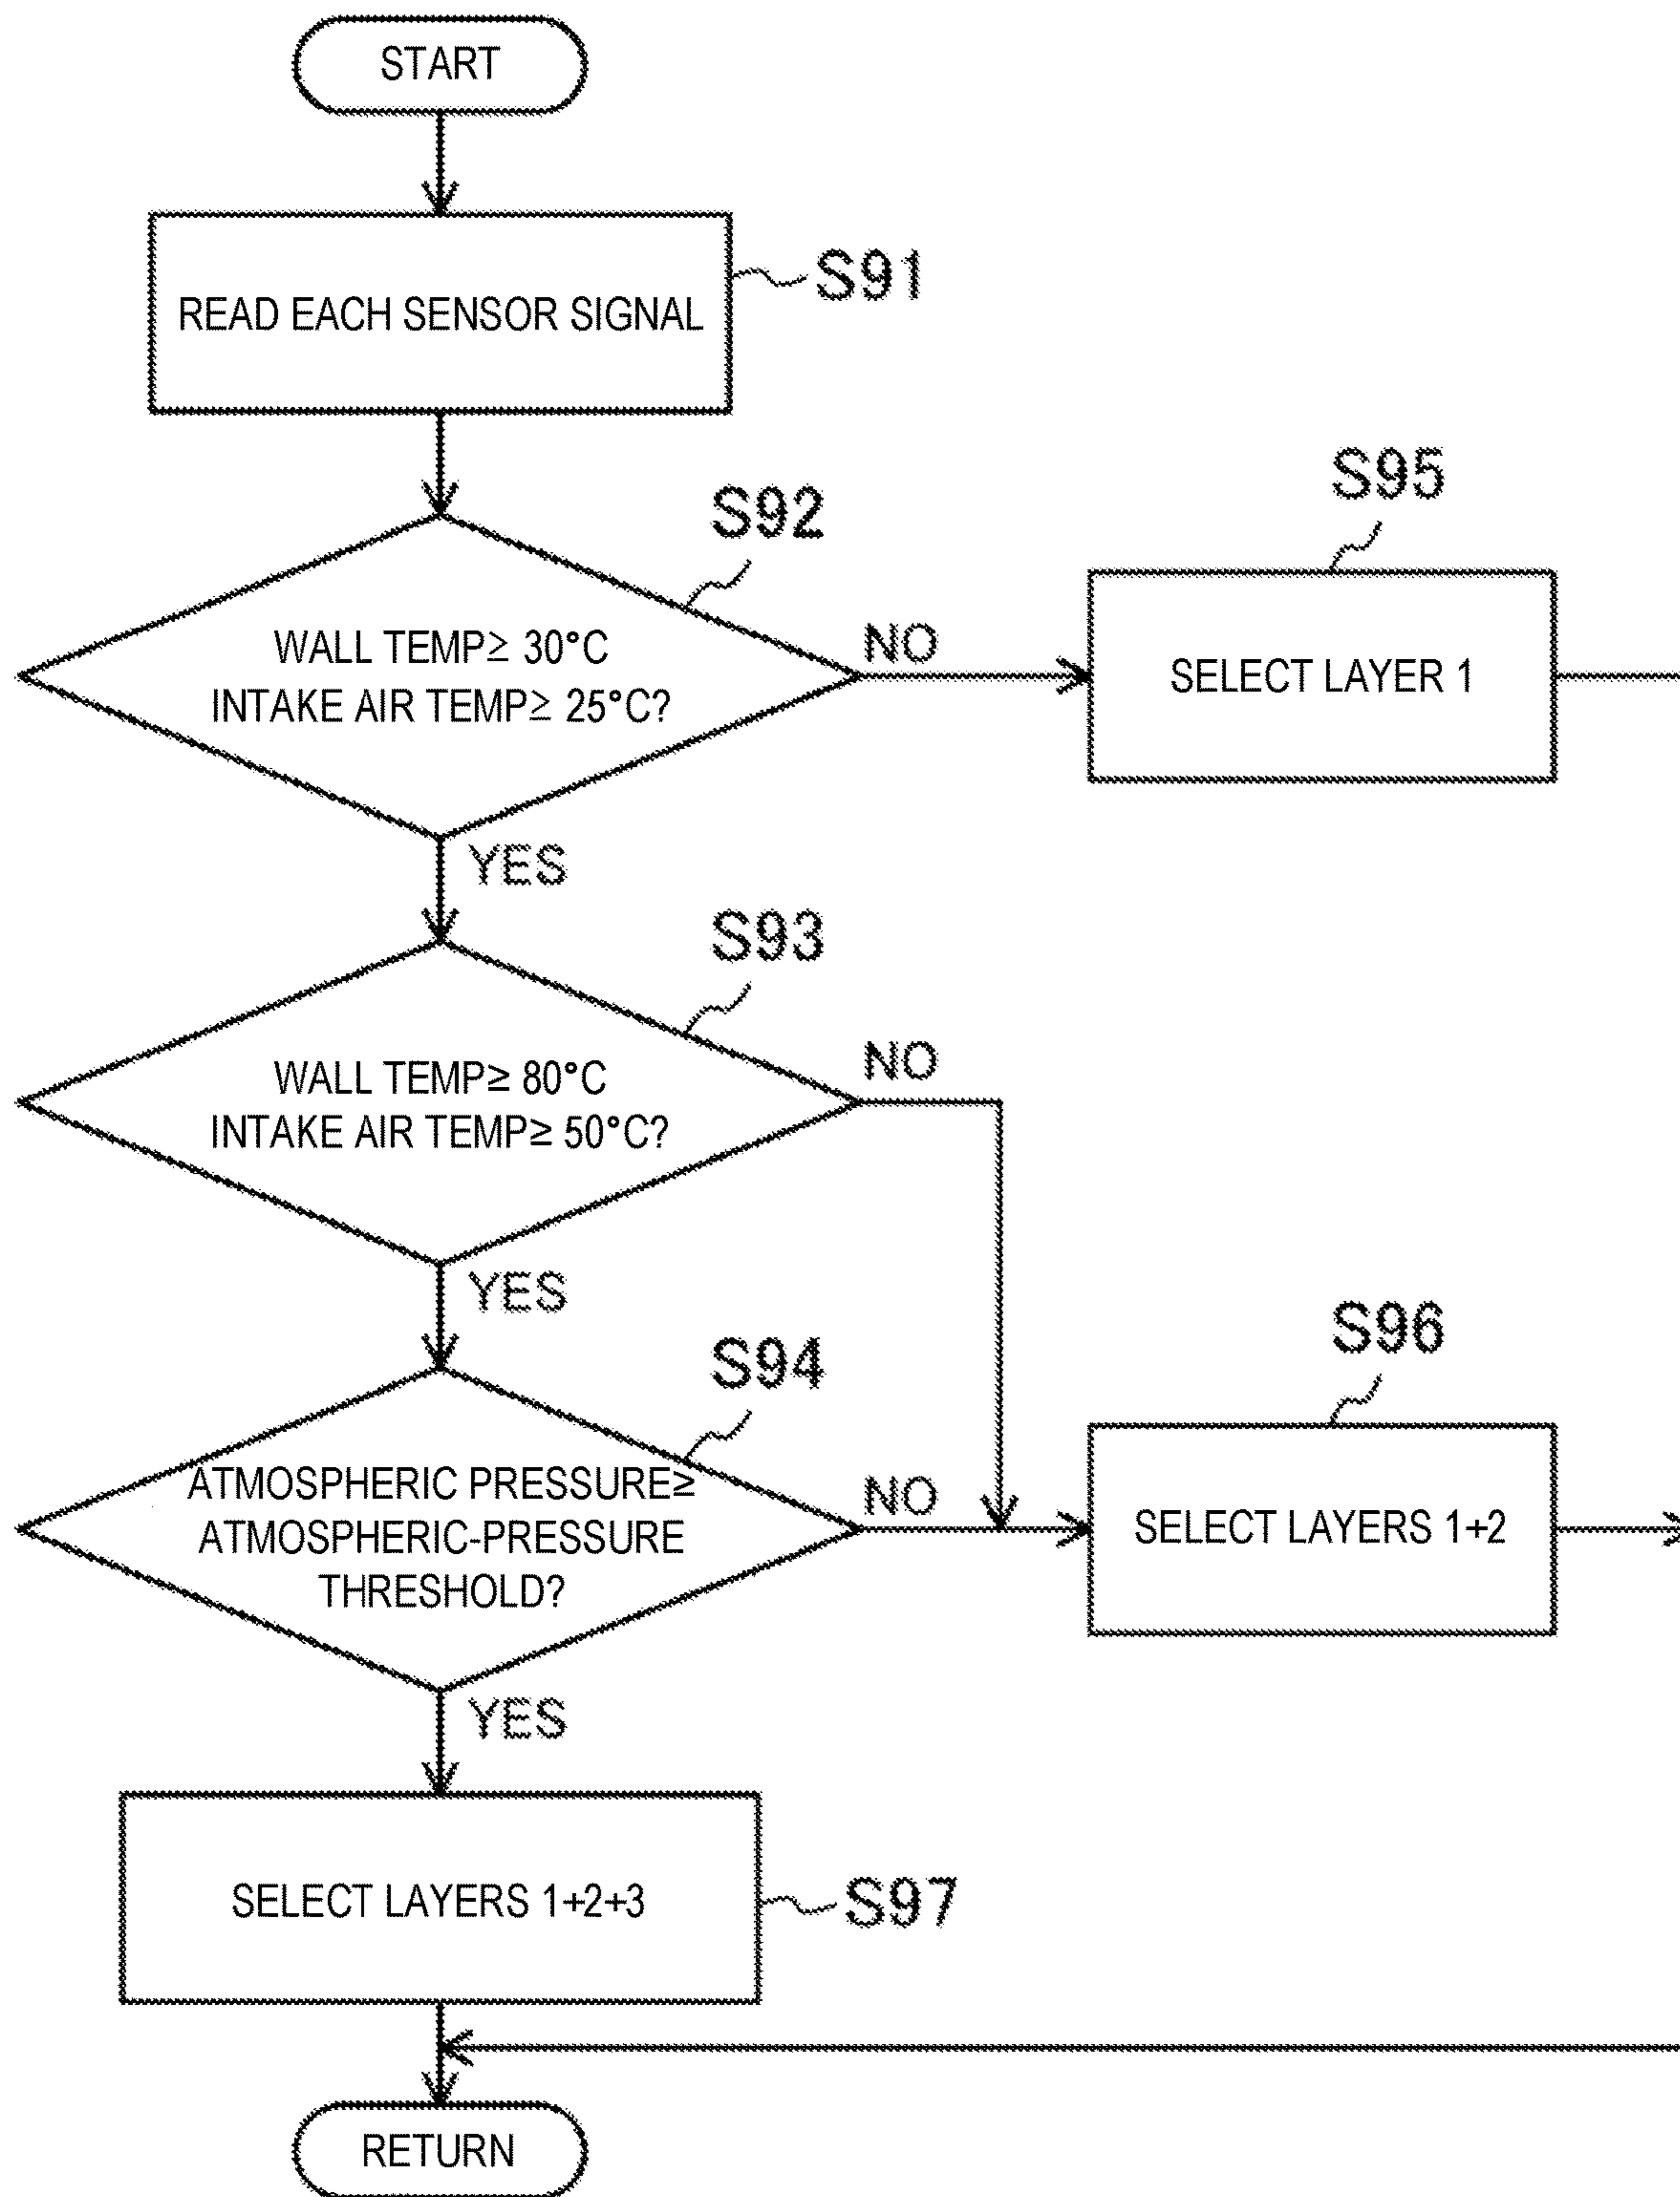 START
READ EACH SENSOR SIGNAL
S91
S92
WALL TEMP≥ 30°C
INTAKE AIR TEMP≥ 25°C?
NO
YES
S95
SELECT LAYER 1
S93
WALL TEMP≥ 80°C
INTAKE AIR TEMP≥ 50°C?
NO
YES
S94
ATMOSPHERIC PRESSURE≥
ATMOSPHERIC-PRESSURE
THRESHOLD?
NO
YES
S96
SELECT LAYERS 1+2
SELECT LAYERS 1+2+3
S97
RETURN